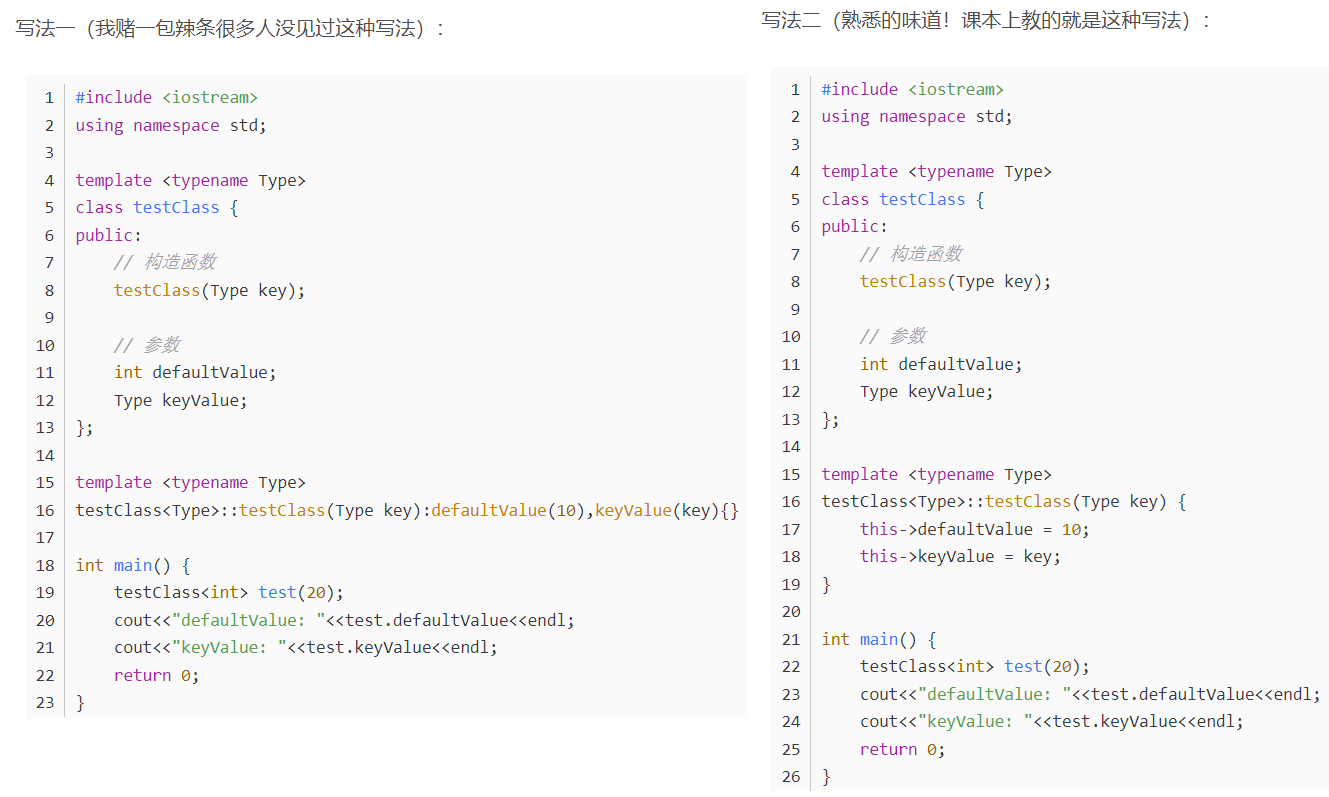 写法一（我赌一包辣条很多人没见过这种写法）:
1 #include <iostream>
2 using namespace std;
3
4 template <typename Type>
5 class testClass {
6 public:
7 // 构造函数
8 testClass(Type key);
9
10 // 参数
11 int defaultValue;
12 Type keyValue;
13 };
14
15 template <typename Type>
16 testClass<Type>::testClass(Type key):defaultValue(10),keyValue(key){}
17
18 int main() {
19 testClass<int> test(20);
20 cout<<"defaultValue: "<<test.defaultValue<<endl;
21 cout<<"keyValue: "<<test.keyValue<<endl;
22 return 0;
23 }
写法二（熟悉的味道！课本上教的就是这种写法）:
1 #include <iostream>
2 using namespace std;
3
4 template <typename Type>
5 class testClass {
6 public:
7 // 构造函数
8 testClass(Type key);
9
10 // 参数
11 int defaultValue;
12 Type keyValue;
13 };
14
15 template <typename Type>
16 testClass<Type>::testClass(Type key) {
17 this->defaultValue = 10;
18 this->keyValue = key;
19 }
20
21 int main() {
22 testClass<int> test(20);
23 cout<<"defaultValue: "<<test.defaultValue<<endl;
24 cout<<"keyValue: "<<test.keyValue<<endl;
25 return 0;
26 }